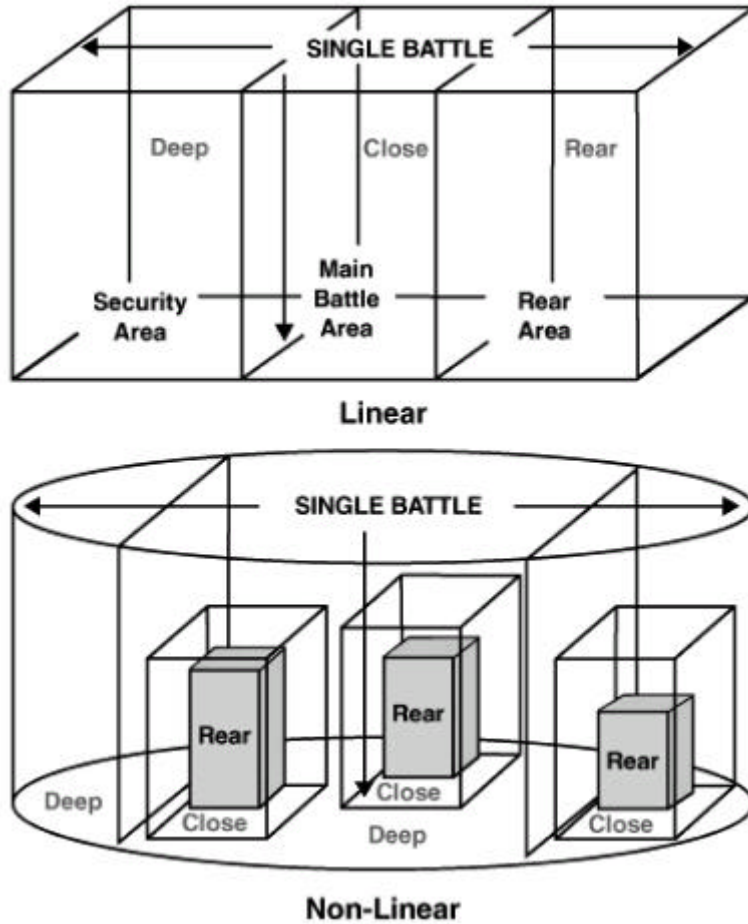 SINGLE BATTLE
Deep
Close
Rear
Security
Area
Main
Battle
Area
Rear
Area
Linear
SINGLE BATTLE
Rear
Rear
Rear
Deep
Close
Close
Deep
Close
Non-Linear